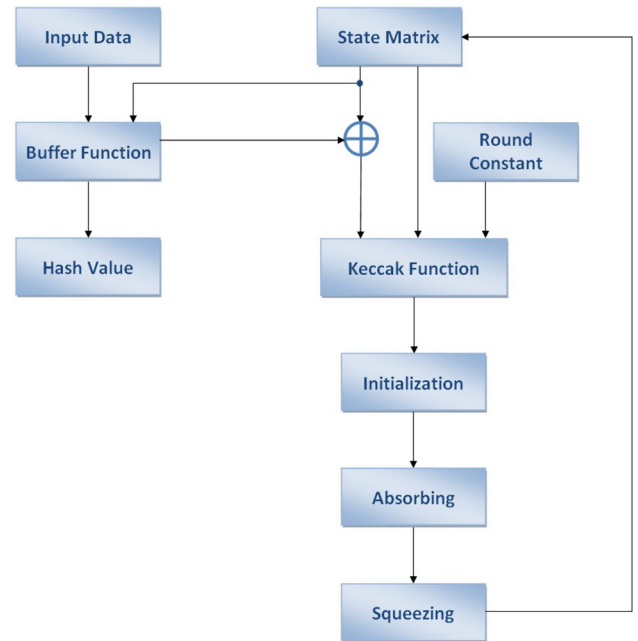 Input Data
State Matrix
Buffer Function
Round
Constant
Hash Value
Keccak Function
Initialization
Absorbing
Squeezing